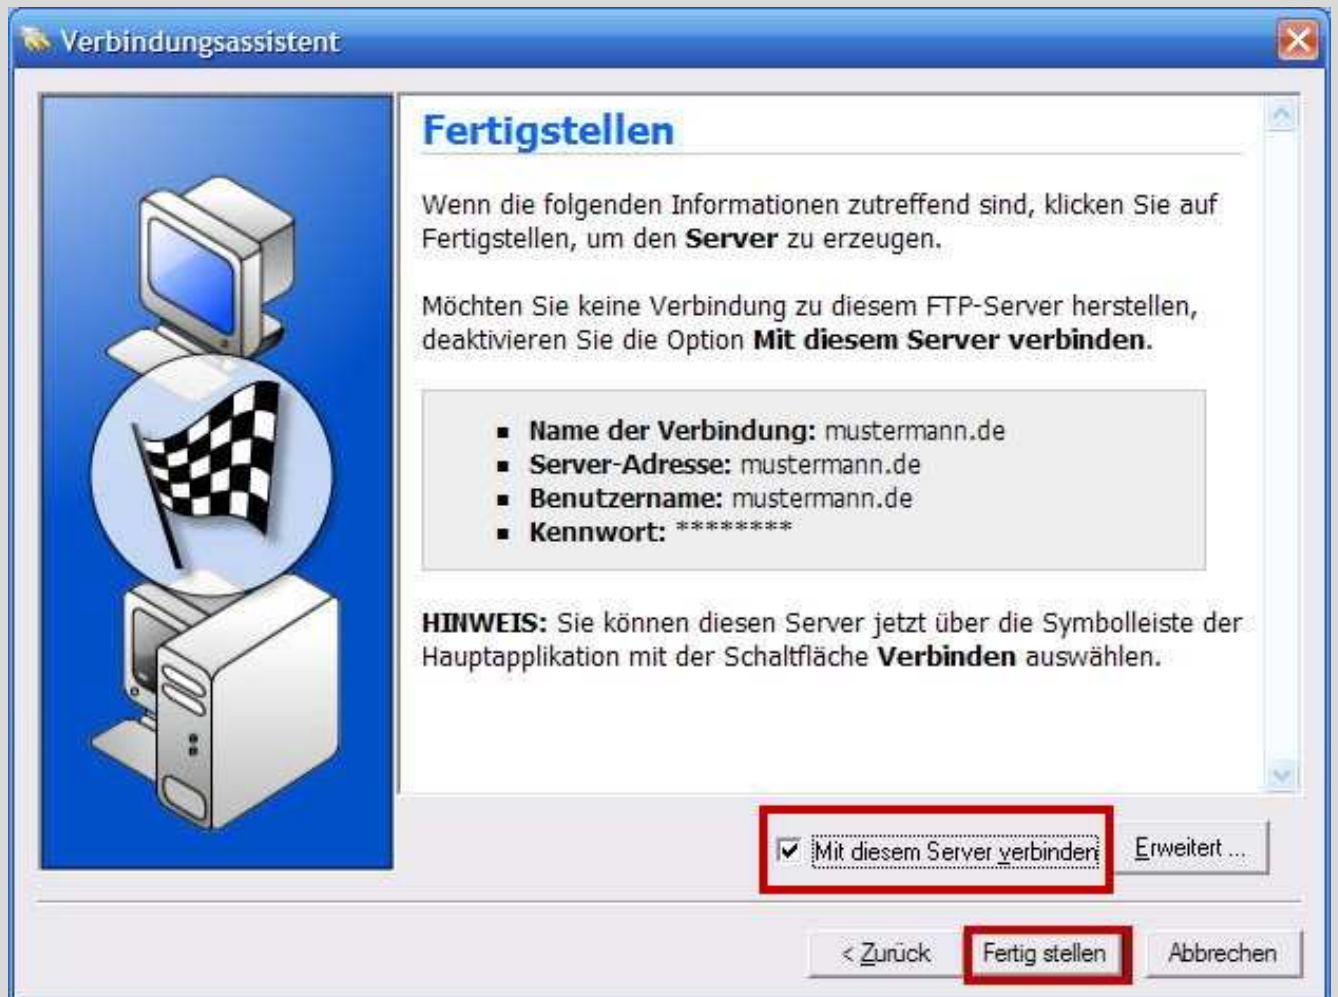 Verbindungsassistent
Fertigstellen
Wenn die folgenden Informationen zutreffend sind, klicken Sie auf
Fertigstellen, um den Server zu erzeugen.
Möchten Sie keine Verbindung zu diesem FTP-Server herstellen,
deaktivieren Sie die Option Mit diesem Server verbinden.
▪ Name der Verbindung: mustermann.de
▪ Server-Adresse: mustermann.de
▪ Benutzername: mustermann.de
▪ Kennwort: ********
HINWEIS: Sie können diesen Server jetzt über die Symbolleiste der
Hauptapplikation mit der Schaltfläche Verbinden auswählen.
Mit diesem Server verbinden
Erweitert ...
< Zurück
Fertig stellen
Abbrechen